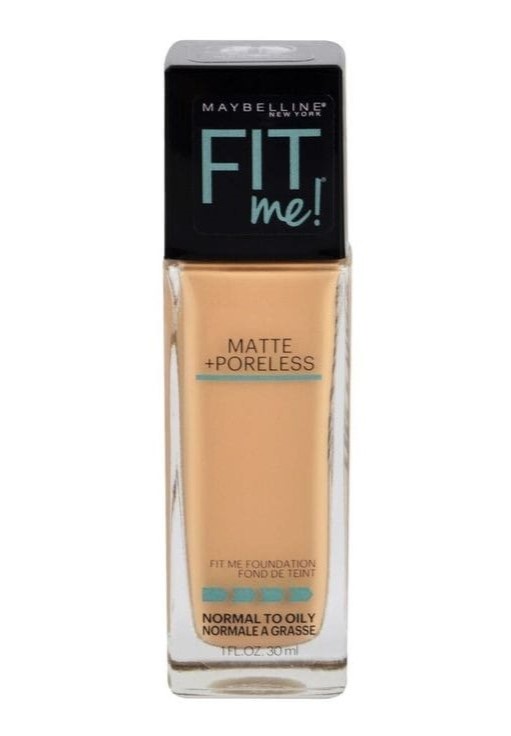 MAYBELLINE®
NEW YORK
FIT
me!®
MATTE
+PORELESS
FIT ME FOUNDATION
FOND DE TEINT
NORMAL TO OILY
NORMALE A GRASSE
1 FL.OZ. 30 ml